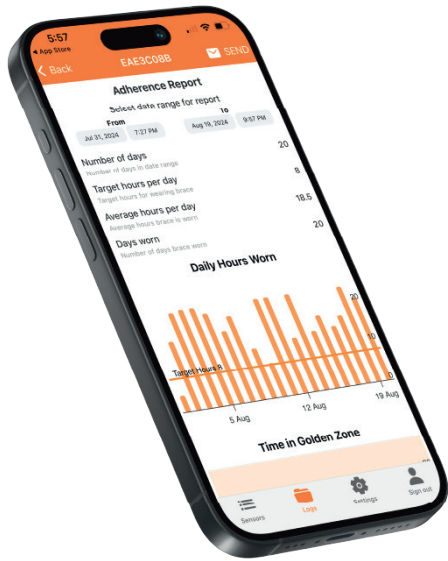 5:57
◀ App Store
Back
EAE3C08B
SEND
Adherence Report
Select date range for report
From
To
Jul 31, 2024
7:27 PM
Aug 19, 2024
9:57 PM
Number of days
20
Number of days in date range
Target hours per day
8
Target hours for wearing brace
Average hours per day
18.5
Average hours brace is worn
Days worn
20
Number of days brace worn
Daily Hours Worn
20
Target Hours 8
10
0
5 Aug
12 Aug
19 Aug
Time in Golden Zone
Sensors
Logs
Settings
Sign out